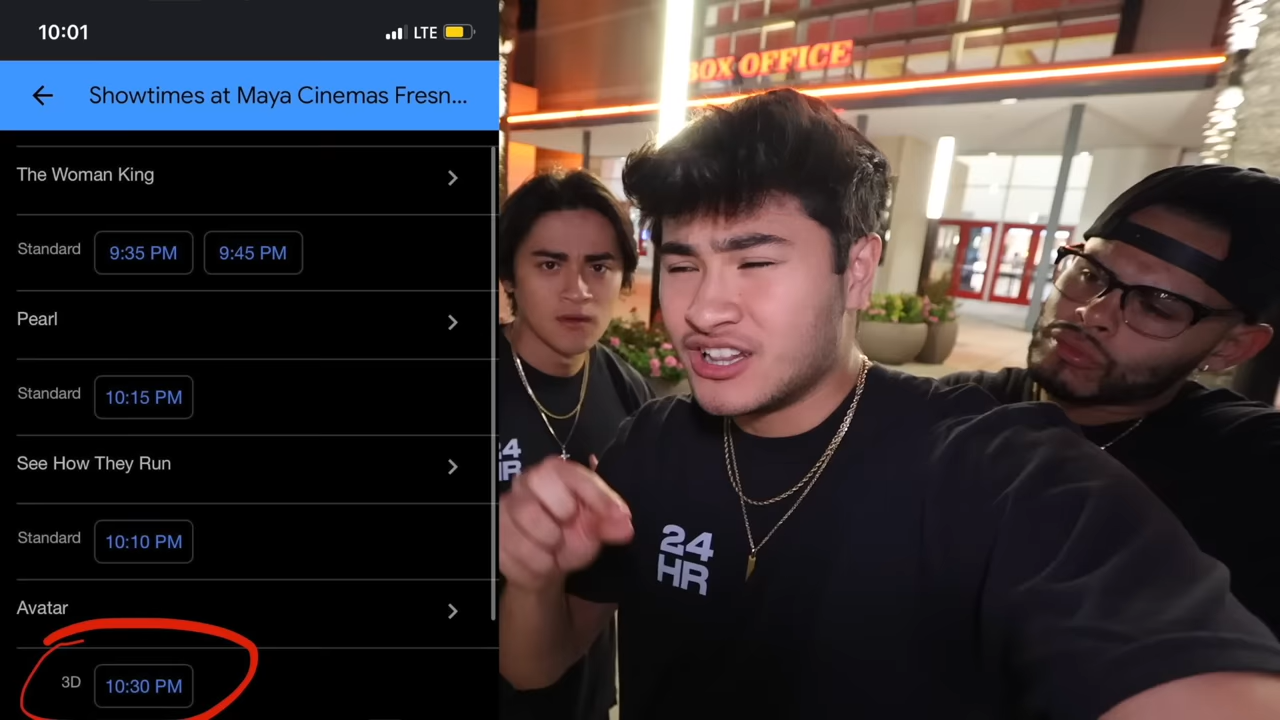 10:01
LTE
Showtimes at Maya Cinemas Fresn...
The Woman King
Standard 9:35 PM 9:45 PM
Pearl
Standard 10:15 PM
See How They Run
Standard 10:10 PM
Avatar
3D 10:30 PM
BOX OFFICE
24
HR
24
HR